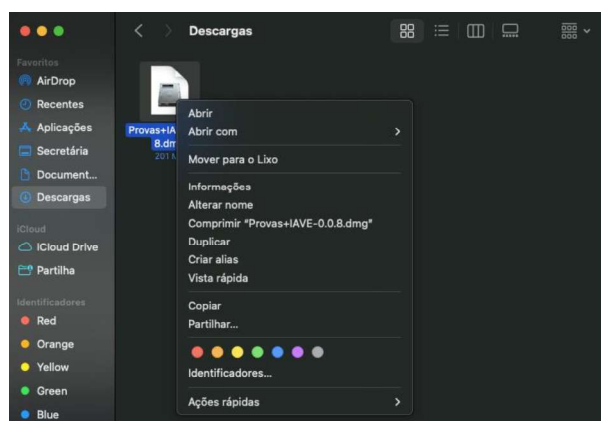 Descargas
Favoritos
AirDrop
Recentes
Aplicações
Secretária
Document...
Descargas
iCloud
iCloud Drive
Partilha
Identificadores
Red
Orange
Yellow
Green
Blue
Provas+IA
8.dm
201 M
Abrir
Abrir com
Mover para o Lixo
Informações
Alterar nome
Comprimir "Provas+IAVE-0.0.8.dmg"
Duplicar
Criar alias
Vista rápida
Copiar
Partilhar...
Identificadores...
Ações rápidas